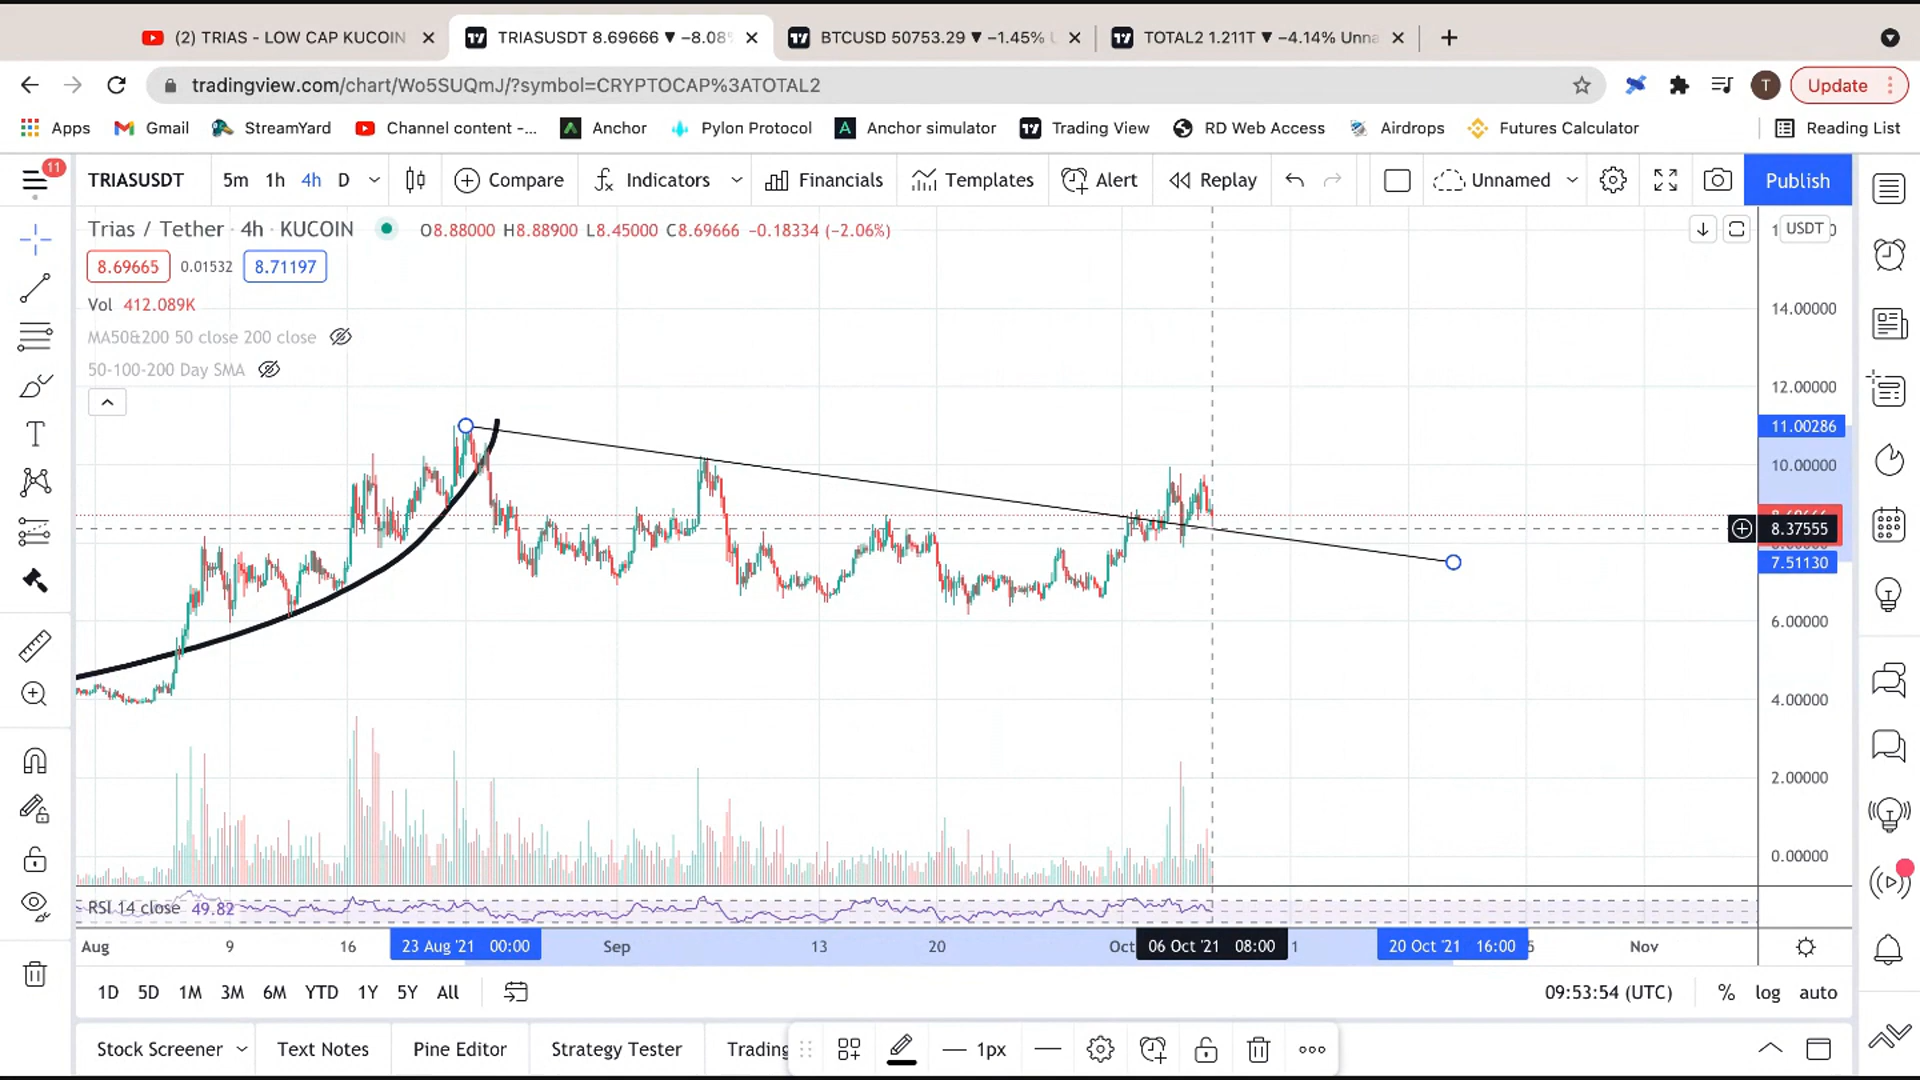 (2) TRIAS - LOW CAP KUCOIN
TRIASUSDT 8.69666 ▼ −8.08%
BTCUSD 50753.29 ▼ −1.45%
TOTAL2 1.211T ▼ −4.14% Unna
tradingview.com/chart/Wo5SUQmJ/?symbol=CRYPTOCAP%3ATOTAL2
T
Update
Apps
Gmail
StreamYard
Channel content -...
Anchor
Pylon Protocol
Anchor simulator
Trading View
RD Web Access
Airdrops
Futures Calculator
Reading List
11
TRIASUSDT
5m 1h 4h D
Compare
Indicators
Financials
Templates
Alert
Replay
Unnamed
Publish
Trias / Tether · 4h · KUCOIN
O8.88000 H8.88900 L8.45000 C8.69666 −0.18334 (−2.06%)
USDT
8.69665 0.01532 8.71197
Vol 412.089K
MA50&200 50 close 200 close
50-100-200 Day SMA
14.00000
12.00000
11.00286
10.00000
8.37555
7.51130
6.00000
4.00000
2.00000
0.00000
RSI 14 close 49.82
Aug 9 16 23 Aug '21 00:00 Sep 13 20 Oct 06 Oct '21 08:00 20 Oct '21 16:00 Nov
1D 5D 1M 3M 6M YTD 1Y 5Y All
09:53:54 (UTC) % log auto
Stock Screener
Text Notes
Pine Editor
Strategy Tester
Trading
1px